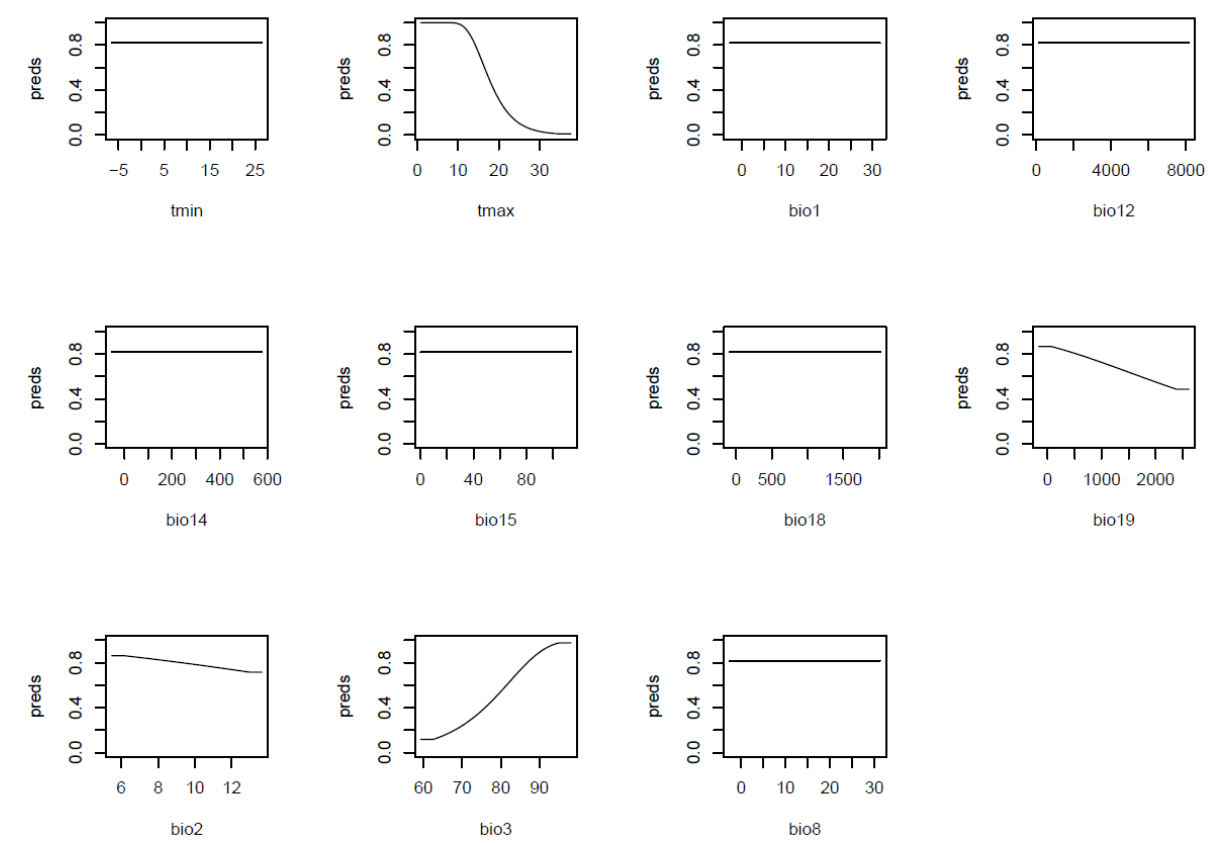 preds
0.0 0.4 0.8
−5 5 15 25
tmin
preds
0.0 0.4 0.8
0 10 20 30
tmax
preds
0.0 0.4 0.8
0 10 20 30
bio1
preds
0.0 0.4 0.8
0 4000 8000
bio12
preds
0.0 0.4 0.8
0 200 400 600
bio14
preds
0.0 0.4 0.8
0 40 80
bio15
preds
0.0 0.4 0.8
0 500 1500
bio18
preds
0.0 0.4 0.8
0 1000 2000
bio19
preds
0.0 0.4 0.8
6 8 10 12
bio2
preds
0.0 0.4 0.8
60 70 80 90
bio3
preds
0.0 0.4 0.8
0 10 20 30
bio8